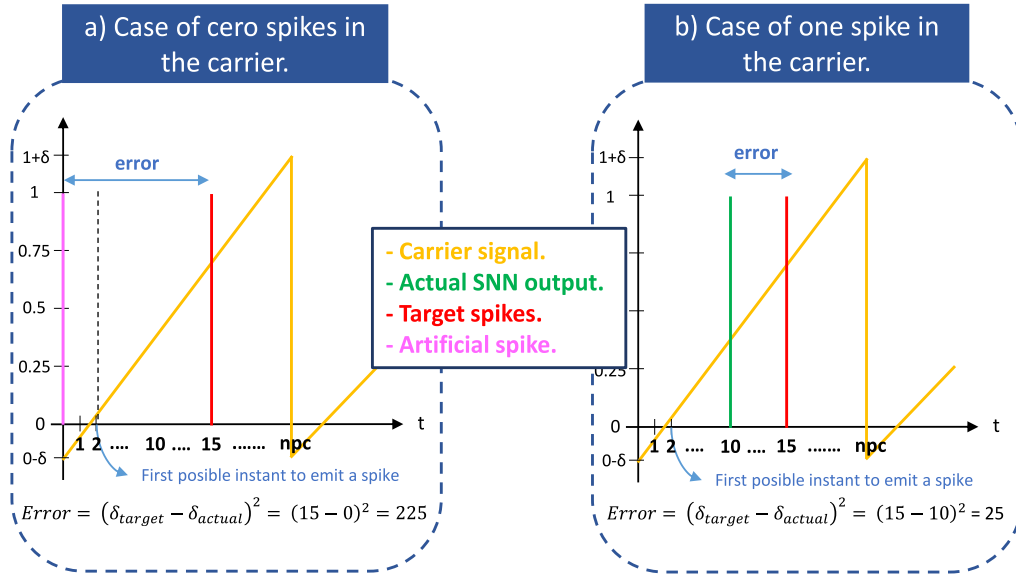 a) Case of cero spikes in
the carrier.
1+δ
error
1
0.75
0.5
0.25
0
0-δ
1 2 .... 10 .... 15 ....... npc
t
First posible instant to emit a spike
Error = (δtarget − δactual)² = (15 − 0)² = 225
- Carrier signal.
- Actual SNN output.
- Target spikes.
- Artificial spike.
b) Case of one spike in
the carrier.
1+δ
error
1
0.25
0
0-δ
1 2 .... 10 .... 15 ....... npc
t
First posible instant to emit a spike
Error = (δtarget − δactual)² = (15 − 10)² = 25